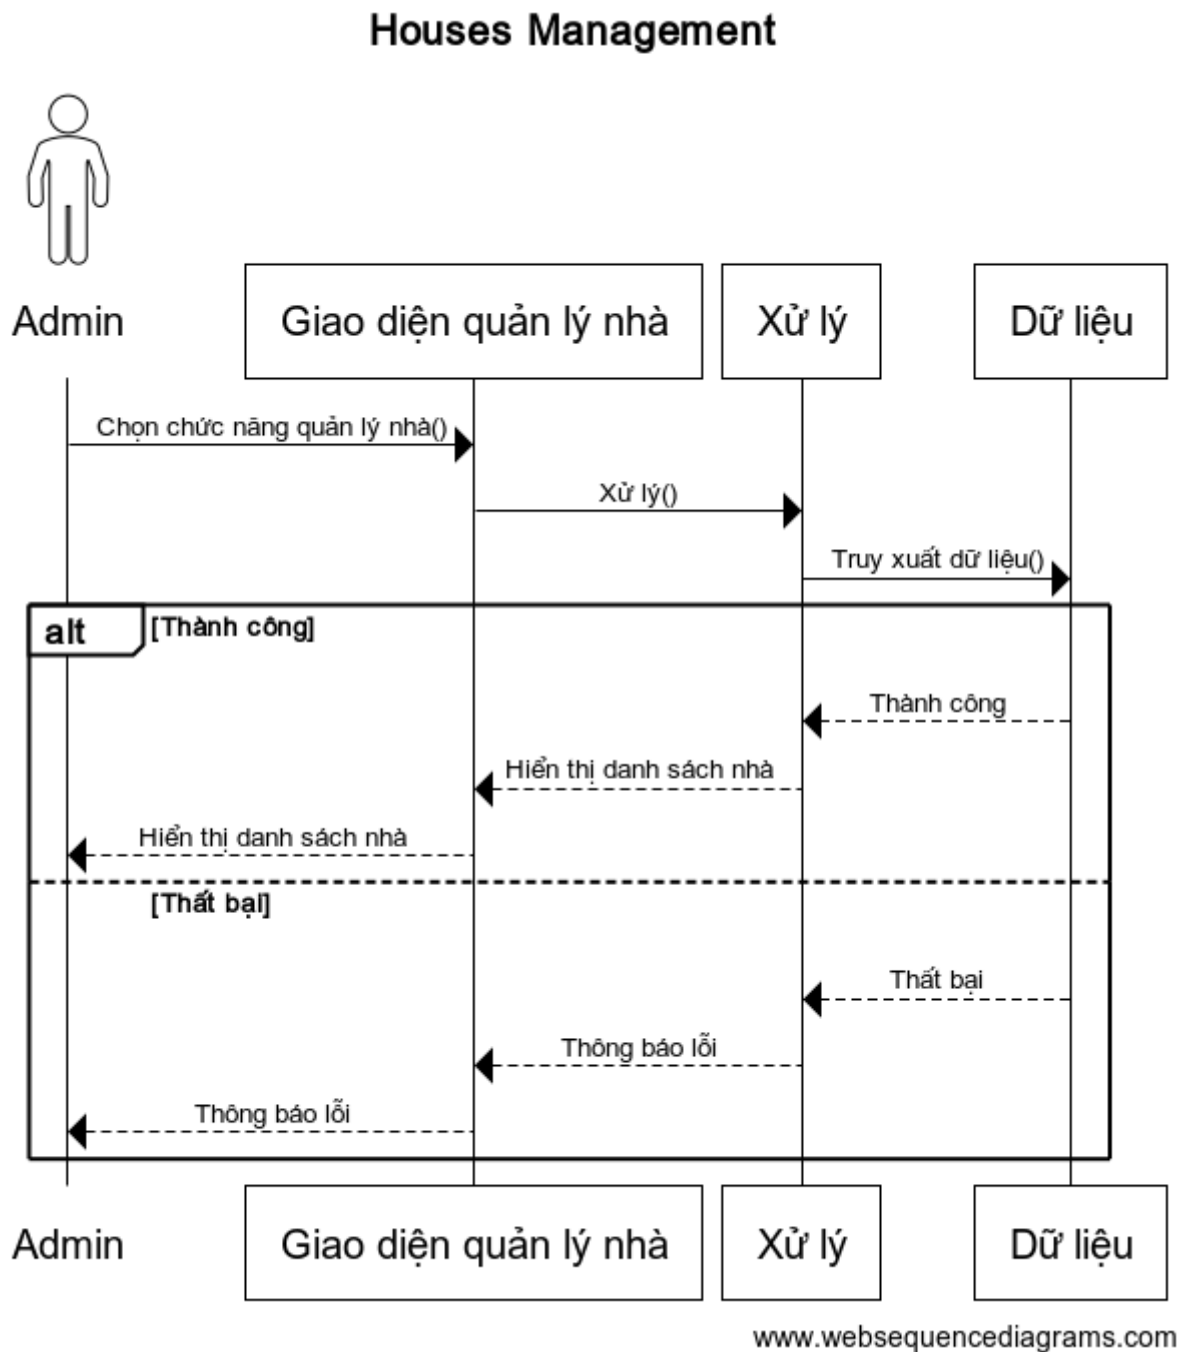 Houses Management
Admin
Giao diện quản lý nhà
Xử lý
Dữ liệu
Chọn chức năng quản lý nhà()
Xử lý()
Truy xuất dữ liệu()
alt
[Thành công]
Thành công
Hiển thị danh sách nhà
Hiển thị danh sách nhà
[Thất bại]
Thất bại
Thông báo lỗi
Thông báo lỗi
Admin
Giao diện quản lý nhà
Xử lý
Dữ liệu
www.websequencediagrams.com